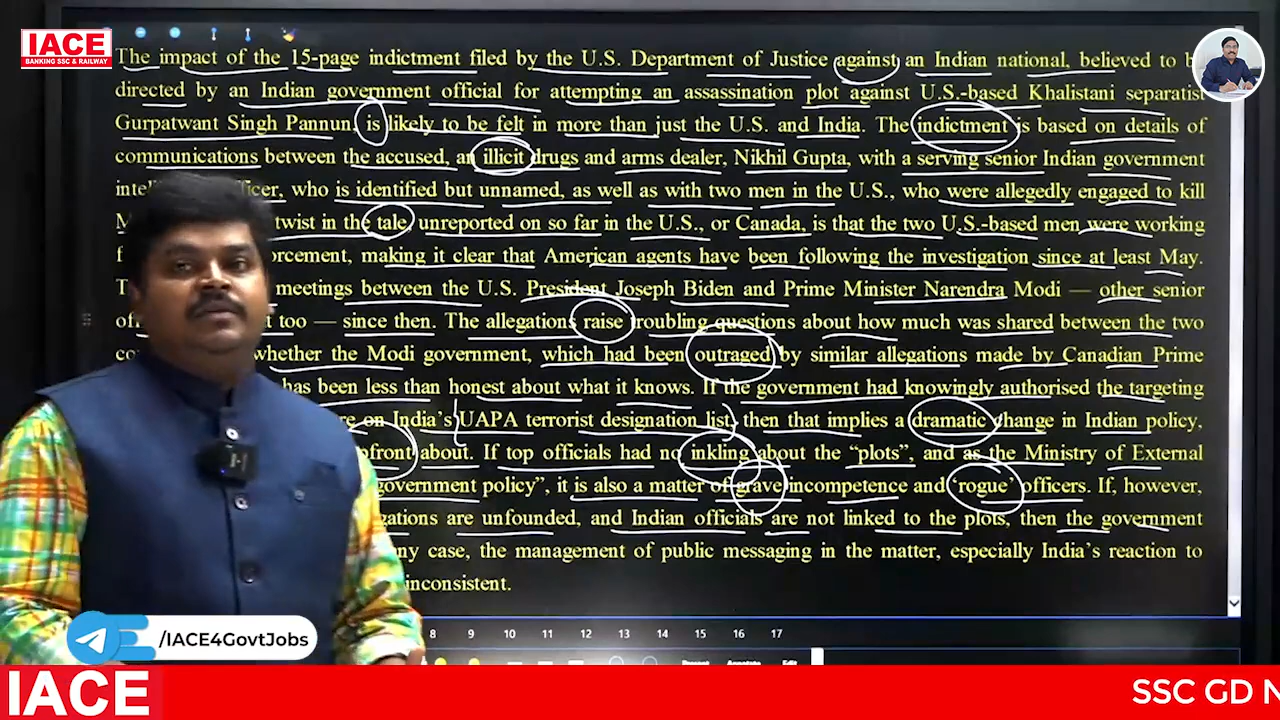 IACE
BANKING SSC & RAILWAY
The impact of the 15-page indictment filed by the U.S. Department of Justice against an Indian national, believed to
directed by an Indian government official for attempting an assassination plot against U.S.-based Khalistani separatist
Gurpatwant Singh Pannun, is likely to be felt in more than just the U.S. and India. The indictment is based on details of
communications between the accused, an illicit drugs and arms dealer, Nikhil Gupta, with a serving senior Indian government
who is identified but unnamed, as well as with two men in the U.S., who were allegedly engaged to kill
twist in the tale, unreported on so far in the U.S., or Canada, is that the two U.S.-based men were working
making it clear that American agents have been following the investigation since at least May.
meetings between the U.S. President Joseph Biden and Prime Minister Narendra Modi — other senior
too — since then. The allegations raise troubling questions about how much was shared between the two
whether the Modi government, which had been outraged by similar allegations made by Canadian Prime
has been less than honest about what it knows. If the government had knowingly authorised the targeting
on India's UAPA terrorist designation list, then that implies a dramatic change in Indian policy,
about. If top officials had no inkling about the “plots”, and as the Ministry of External
government policy”, it is also a matter of grave incompetence and ‘rogue’ officers. If, however,
are unfounded, and Indian officials are not linked to the plots, then the government
case, the management of public messaging in the matter, especially India's reaction to
inconsistent.
8 9 10 11 12 13 14 15 16 17
/IACE4GovtJobs
IACE
SSC GD